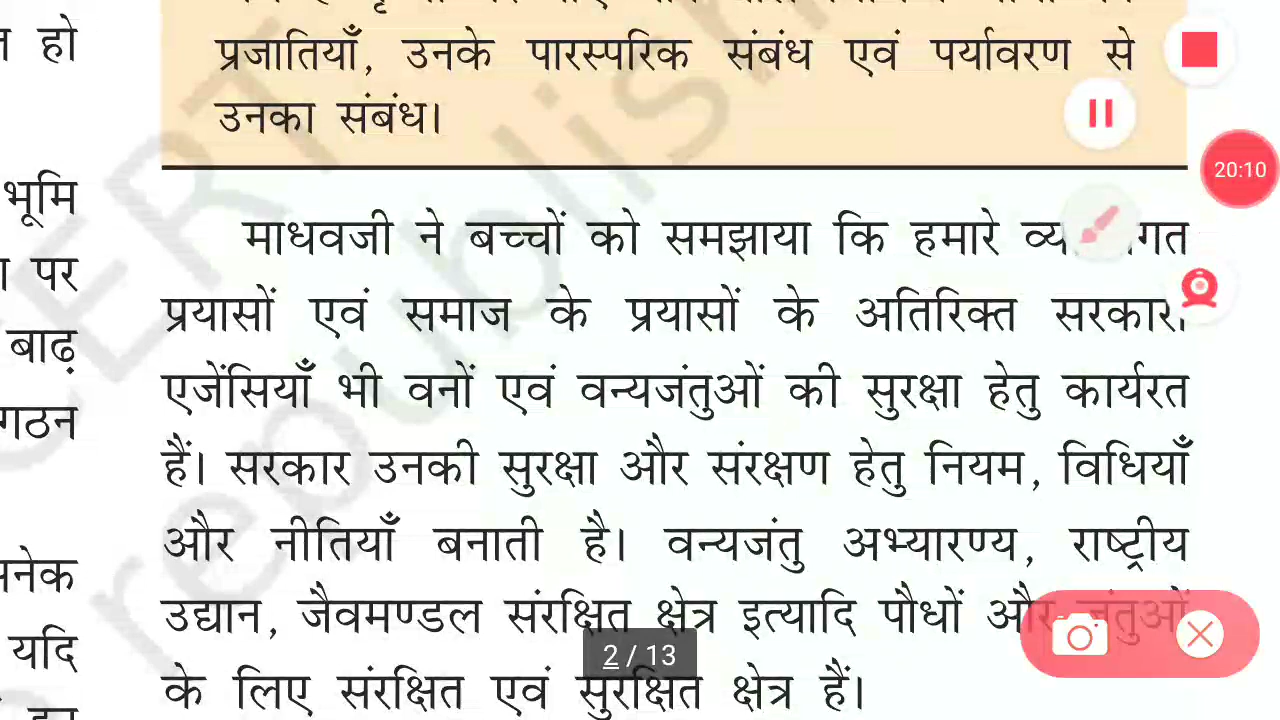 त हो
भूमि
पर
बाढ़
गठन
यदि
प्रजातियाँ, उनके पारस्परिक संबंध एवं पर्यावरण से
उनका संबंध।
माधवजी ने बच्चों को समझाया कि हमारे
प्रयासों एवं समाज के प्रयासों के अतिरिक्त
एजेंसियाँ भी वनों एवं वन्यजंतुओं की सुरक्षा हेतु कार्यरत
हैं। सरकार उनकी सुरक्षा और संरक्षण हेतु नियम, विधियाँ
और नीतियाँ बनाती है। वन्यजंतु अभ्यारण्य, राष्ट्रीय
उद्यान, जैवमण्डल संरक्षित क्षेत्र इत्यादि पौधों और जंतुओं
के लिए संरक्षित एवं सुरक्षित क्षेत्र हैं।
20:10
2 / 13